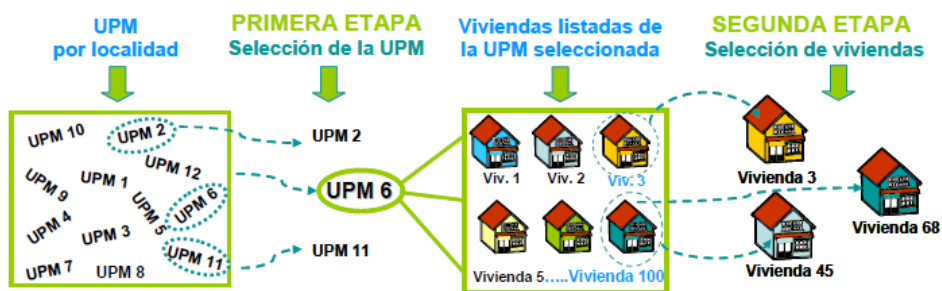 UPM
por localidad
PRIMERA ETAPA
Selección de la UPM
Viviendas listadas de
la UPM seleccionada
SEGUNDA ETAPA
Selección de viviendas
UPM 10
UPM 2
UPM 12
UPM 9
UPM 1
UPM 6
UPM 4
UPM 5
UPM 3
UPM 11
UPM 7
UPM 8
UPM 2
UPM 6
UPM 11
Viv. 1
Viv. 2
Viv. 3
Vivienda 5.....Vivienda 100
Vivienda 3
Vivienda 68
Vivienda 45